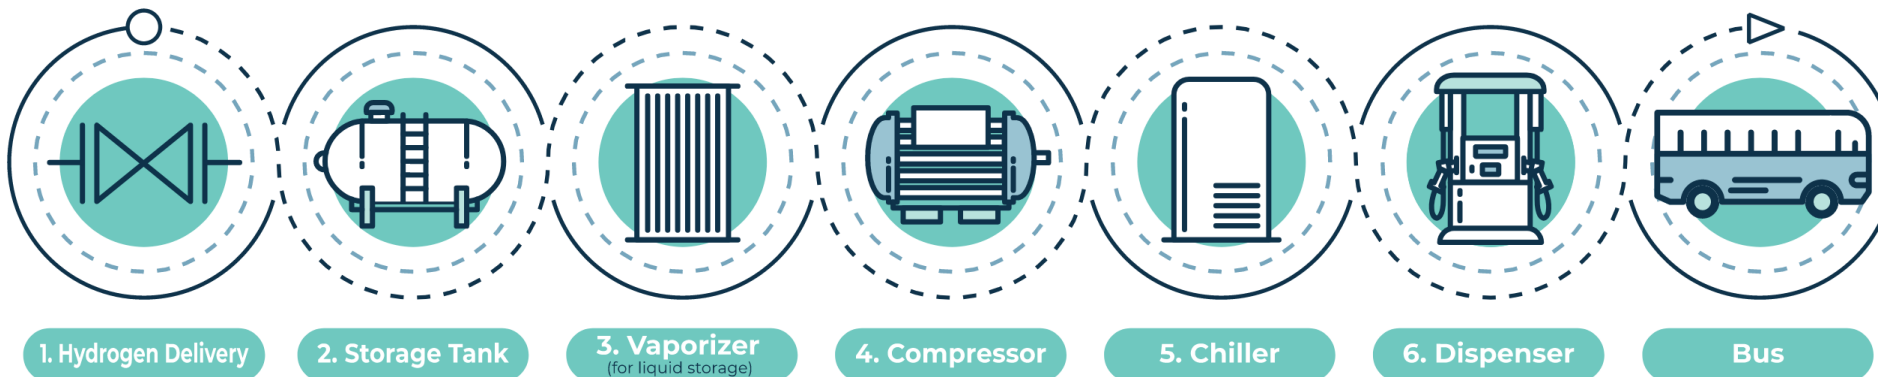 1. Hydrogen Delivery
2. Storage Tank
3. Vaporizer
(for liquid storage)
4. Compressor
5. Chiller
6. Dispenser
Bus